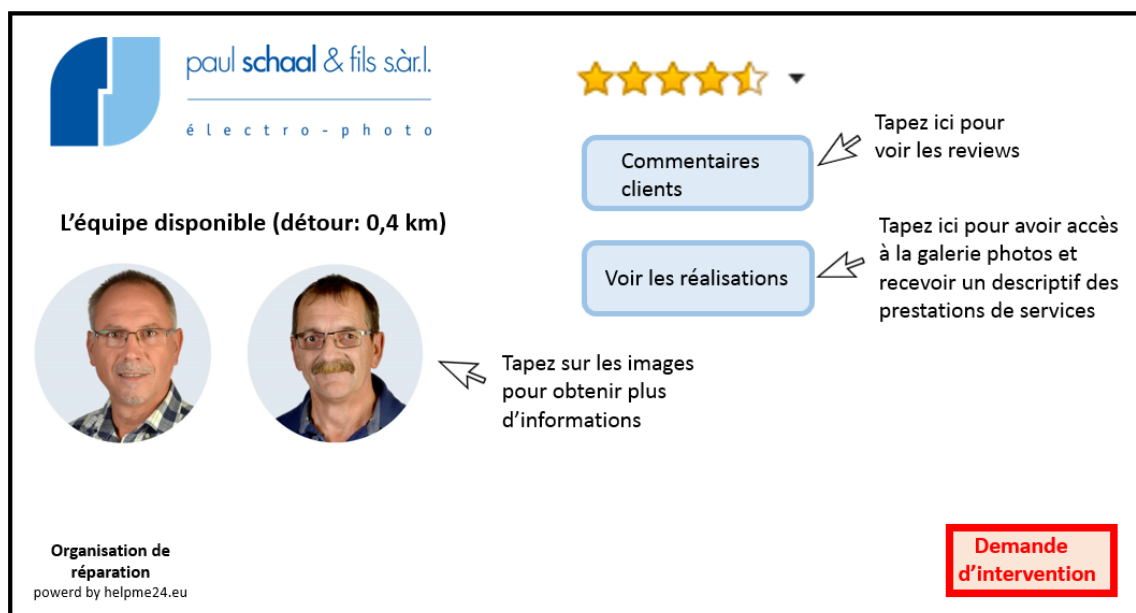 paul schaal & fils s.àr.l.
électro-photo
Tapez ici pour
voir les reviews
Commentaires
clients
L'équipe disponible (détour: 0,4 km)
Tapez ici pour avoir accès
à la galerie photos et
recevoir un descriptif des
prestations de services
Voir les réalisations
Tapez sur les images
pour obtenir plus
d'informations
Organisation de
réparation
powerd by helpme24.eu
Demande
d'intervention